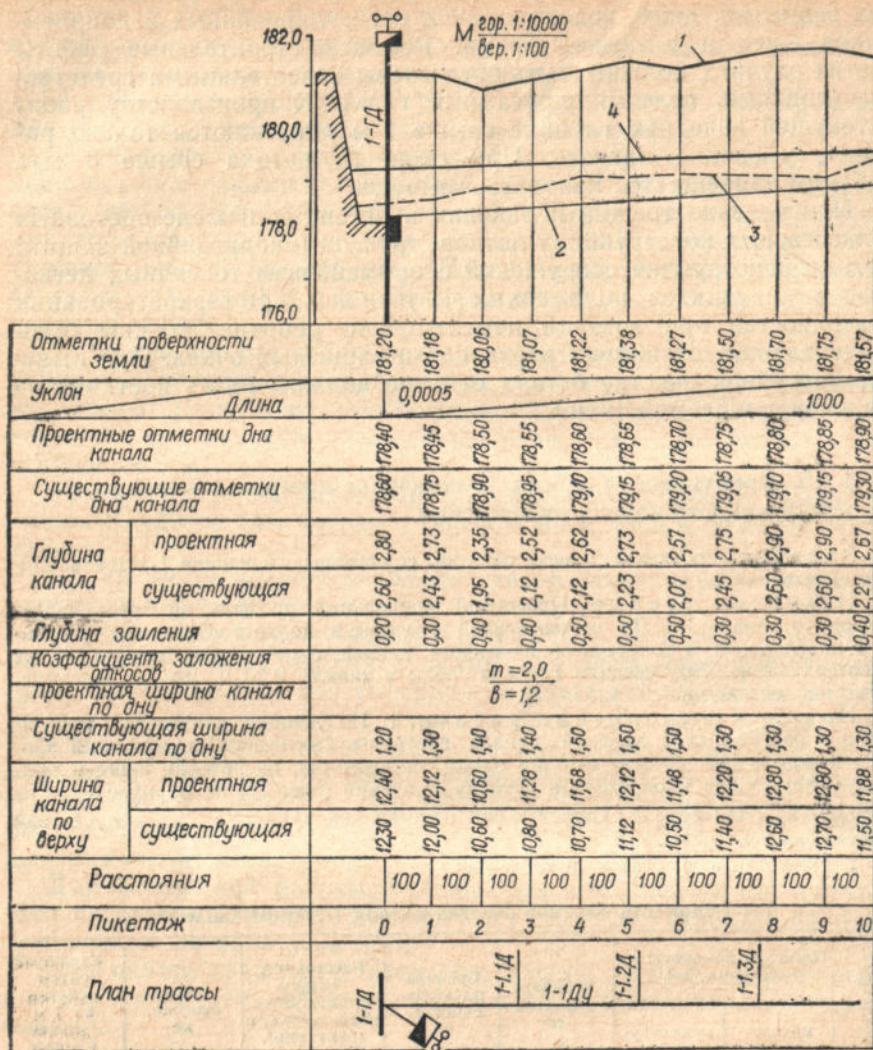 М гор. 1:10000
вер. 1:100
182,0
180,0
178,0
176,0
1-ГД
1
4
2
3
Отметки поверхности земли
181,20 181,18 180,05 181,07 181,22 181,38 181,27 181,50 181,70 181,75 181,57
Уклон
Длина
0,0005
1000
Проектные отметки дна канала
178,40 178,45 178,50 178,55 178,60 178,65 178,70 178,75 178,80 178,85 178,90
Существующие отметки дна канала
178,60 178,75 178,90 178,95 179,10 179,15 179,20 179,05 179,10 179,15 179,30
Глубина канала
проектная
2,80 2,73 2,35 2,52 2,62 2,73 2,57 2,75 2,90 2,90 2,67
существующая
2,60 2,43 1,95 2,12 2,12 2,23 2,07 2,45 2,60 2,60 2,27
Глубина заиления
0,20 0,30 0,40 0,40 0,50 0,50 0,50 0,30 0,30 0,30 0,40
Коэффициент заложения откосов
m = 2,0
Проектная ширина канала по дну
в = 1,2
Существующая ширина канала по дну
1,20 1,30 1,40 1,40 1,50 1,50 1,50 1,30 1,30 1,30 1,30
Ширина канала по верху
проектная
12,40 12,12 10,60 11,28 11,68 12,12 11,48 12,20 12,80 12,80 11,88
существующая
12,30 12,00 10,60 10,80 10,70 11,12 10,50 11,40 12,60 12,70 11,50
Расстояния
100 100 100 100 100 100 100 100 100 100
Пикетаж
0 1 2 3 4 5 6 7 8 9 10
План трассы
1-ГД
1-1.1Д
1-1Ду
1-1.2Д
1-1.3Д